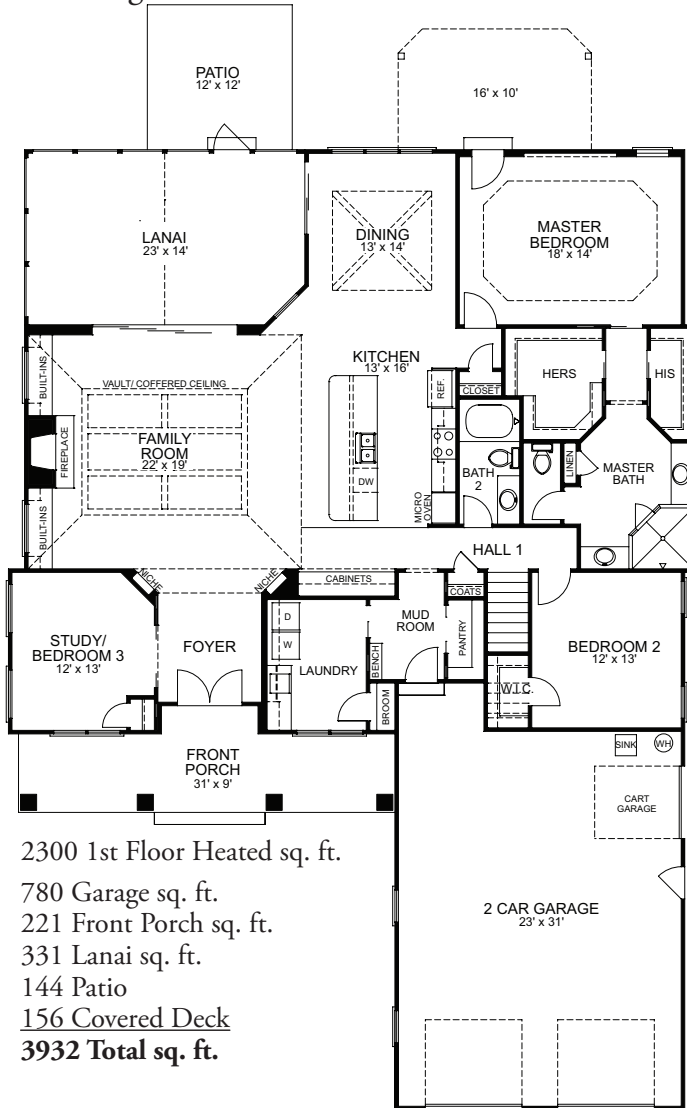 PATIO
12' x 12'
16' x 10'
LANAI
23' x 14'
DINING
13' x 14'
MASTER
BEDROOM
18' x 14'
KITCHEN
13' x 16'
BUILT-INS
VAULT/ COFFERED CEILING
FAMILY
ROOM
22' x 19'
FIREPLACE
BUILT-INS
REF.
CLOSET
HERS
HIS
DW
MICRO
OVEN
BATH
2
LINEN
MASTER
BATH
HALL 1
NICHE
NICHE
CABINETS
COATS
STUDY/
BEDROOM 3
12' x 13'
FOYER
D
W
LAUNDRY
MUD
ROOM
BENCH
PANTRY
BROOM
W.I.C.
BEDROOM 2
12' x 13'
FRONT
PORCH
31' x 9'
SINK
WH
CART
GARAGE
2 CAR GARAGE
23' x 31'
2300 1st Floor Heated sq. ft.
780 Garage sq. ft.
221 Front Porch sq. ft.
331 Lanai sq. ft.
144 Patio
156 Covered Deck
3932 Total sq. ft.